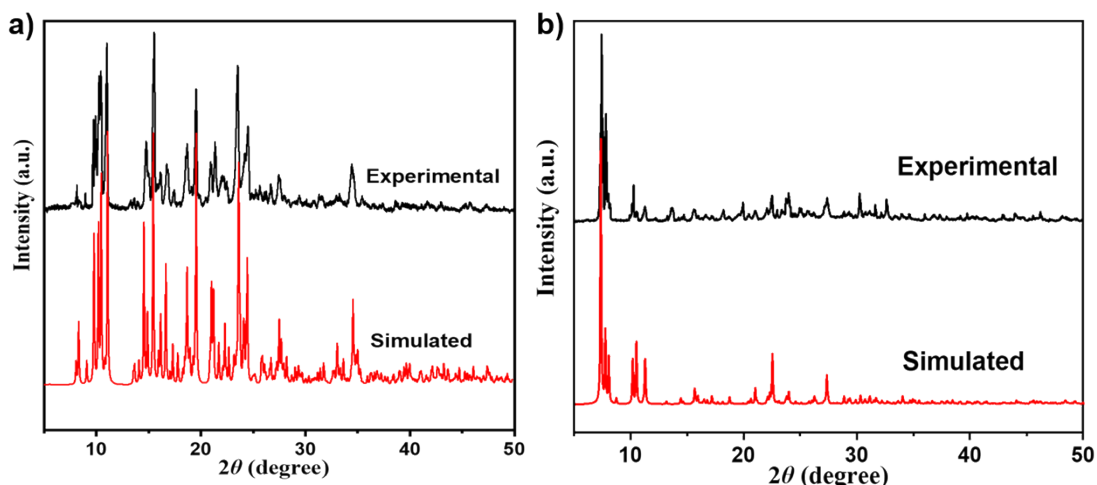 a)
Intensity (a.u.)
Experimental
Simulated
10 20 30 40 50
2θ (degree)
b)
Intensity (a.u.)
Experimental
Simulated
10 20 30 40 50
2θ (degree)